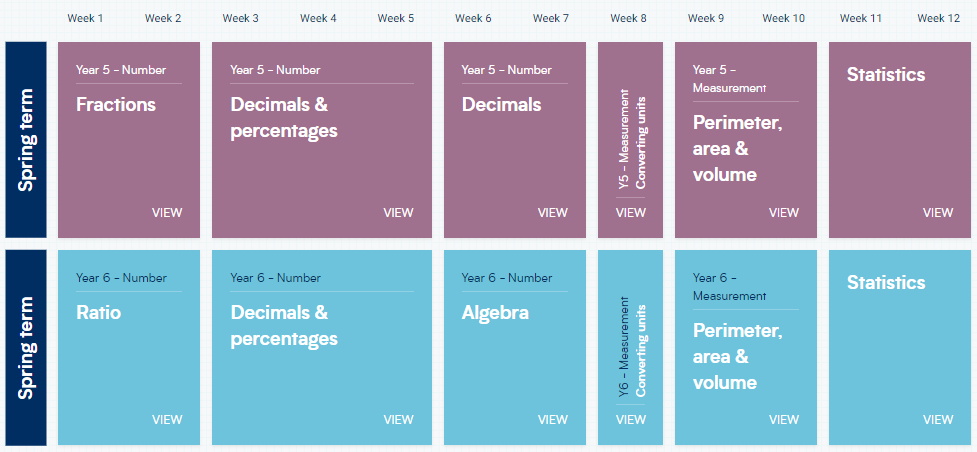 Week 1 Week 2 Week 3 Week 4 Week 5 Week 6 Week 7 Week 8 Week 9 Week 10 Week 11 Week 12
Spring term
Year 5 – Number
Fractions
VIEW
Year 5 – Number
Decimals &
percentages
VIEW
Year 5 – Number
Decimals
VIEW
Y5 – Measurement
Converting units
VIEW
Year 5 –
Measurement
Perimeter,
area &
volume
VIEW
Statistics
VIEW
Spring term
Year 6 – Number
Ratio
VIEW
Year 6 – Number
Decimals &
percentages
VIEW
Year 6 – Number
Algebra
VIEW
Y6 – Measurement
Converting units
VIEW
Year 6 –
Measurement
Perimeter,
area &
volume
VIEW
Statistics
VIEW